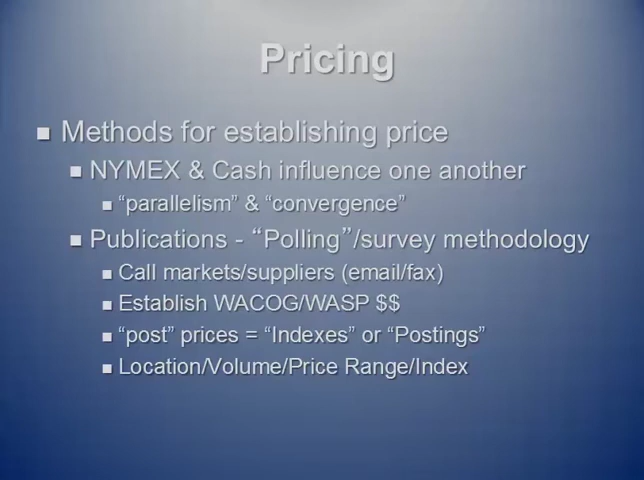 Pricing
Methods for establishing price
NYMEX & Cash influence one another
“parallelism” & “convergence”
Publications - “Polling”/survey methodology
Call markets/suppliers (email/fax)
Establish WACOG/WASP $$
“post” prices = “Indexes” or “Postings”
Location/Volume/Price Range/Index